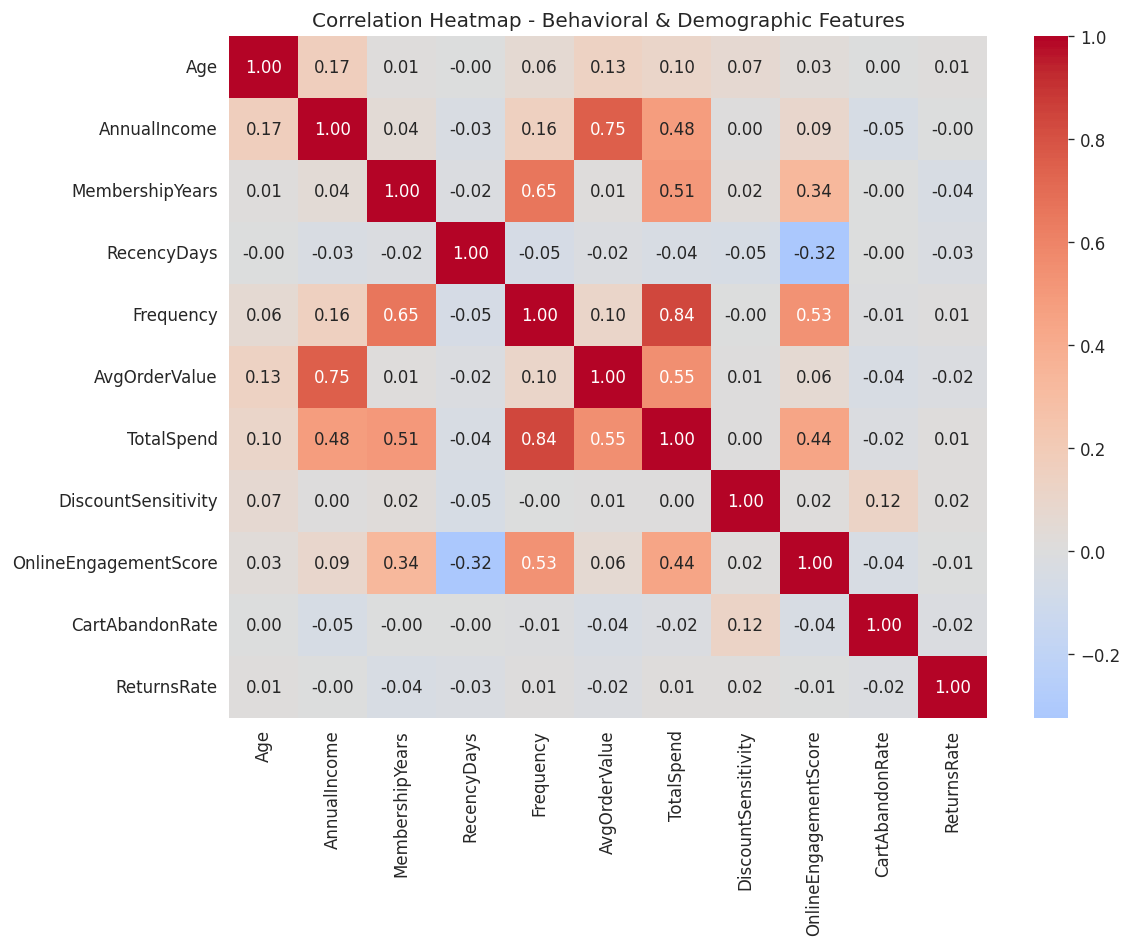 Correlation Heatmap - Behavioral & Demographic Features
Age 1.00 0.17 0.01 -0.00 0.06 0.13 0.10 0.07 0.03 0.00 0.01
AnnualIncome 0.17 1.00 0.04 -0.03 0.16 0.75 0.48 0.00 0.09 -0.05 -0.00
MembershipYears 0.01 0.04 1.00 -0.02 0.65 0.01 0.51 0.02 0.34 -0.00 -0.04
RecencyDays -0.00 -0.03 -0.02 1.00 -0.05 -0.02 -0.04 -0.05 -0.32 -0.00 -0.03
Frequency 0.06 0.16 0.65 -0.05 1.00 0.10 0.84 -0.00 0.53 -0.01 0.01
AvgOrderValue 0.13 0.75 0.01 -0.02 0.10 1.00 0.55 0.01 0.06 -0.04 -0.02
TotalSpend 0.10 0.48 0.51 -0.04 0.84 0.55 1.00 0.00 0.44 -0.02 0.01
DiscountSensitivity 0.07 0.00 0.02 -0.05 -0.00 0.01 0.00 1.00 0.02 0.12 0.02
OnlineEngagementScore 0.03 0.09 0.34 -0.32 0.53 0.06 0.44 0.02 1.00 -0.04 -0.01
CartAbandonRate 0.00 -0.05 -0.00 -0.00 -0.01 -0.04 -0.02 0.12 -0.04 1.00 -0.02
ReturnsRate 0.01 -0.00 -0.04 -0.03 0.01 -0.02 0.01 0.02 -0.01 -0.02 1.00
Age
AnnualIncome
MembershipYears
RecencyDays
Frequency
AvgOrderValue
TotalSpend
DiscountSensitivity
OnlineEngagementScore
CartAbandonRate
ReturnsRate
1.0
0.8
0.6
0.4
0.2
0.0
−0.2